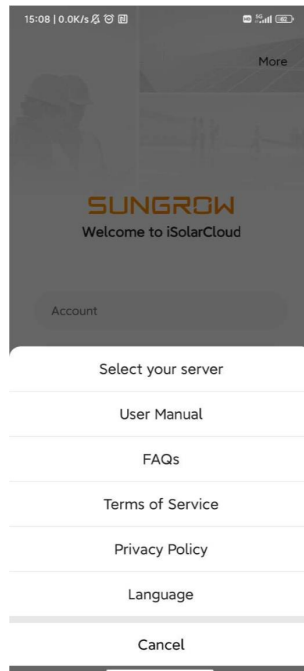 15:08 | 0.0K/s
5G
More
SUNGROW
Welcome to iSolarCloud
Account
Select your server
User Manual
FAQs
Terms of Service
Privacy Policy
Language
Cancel